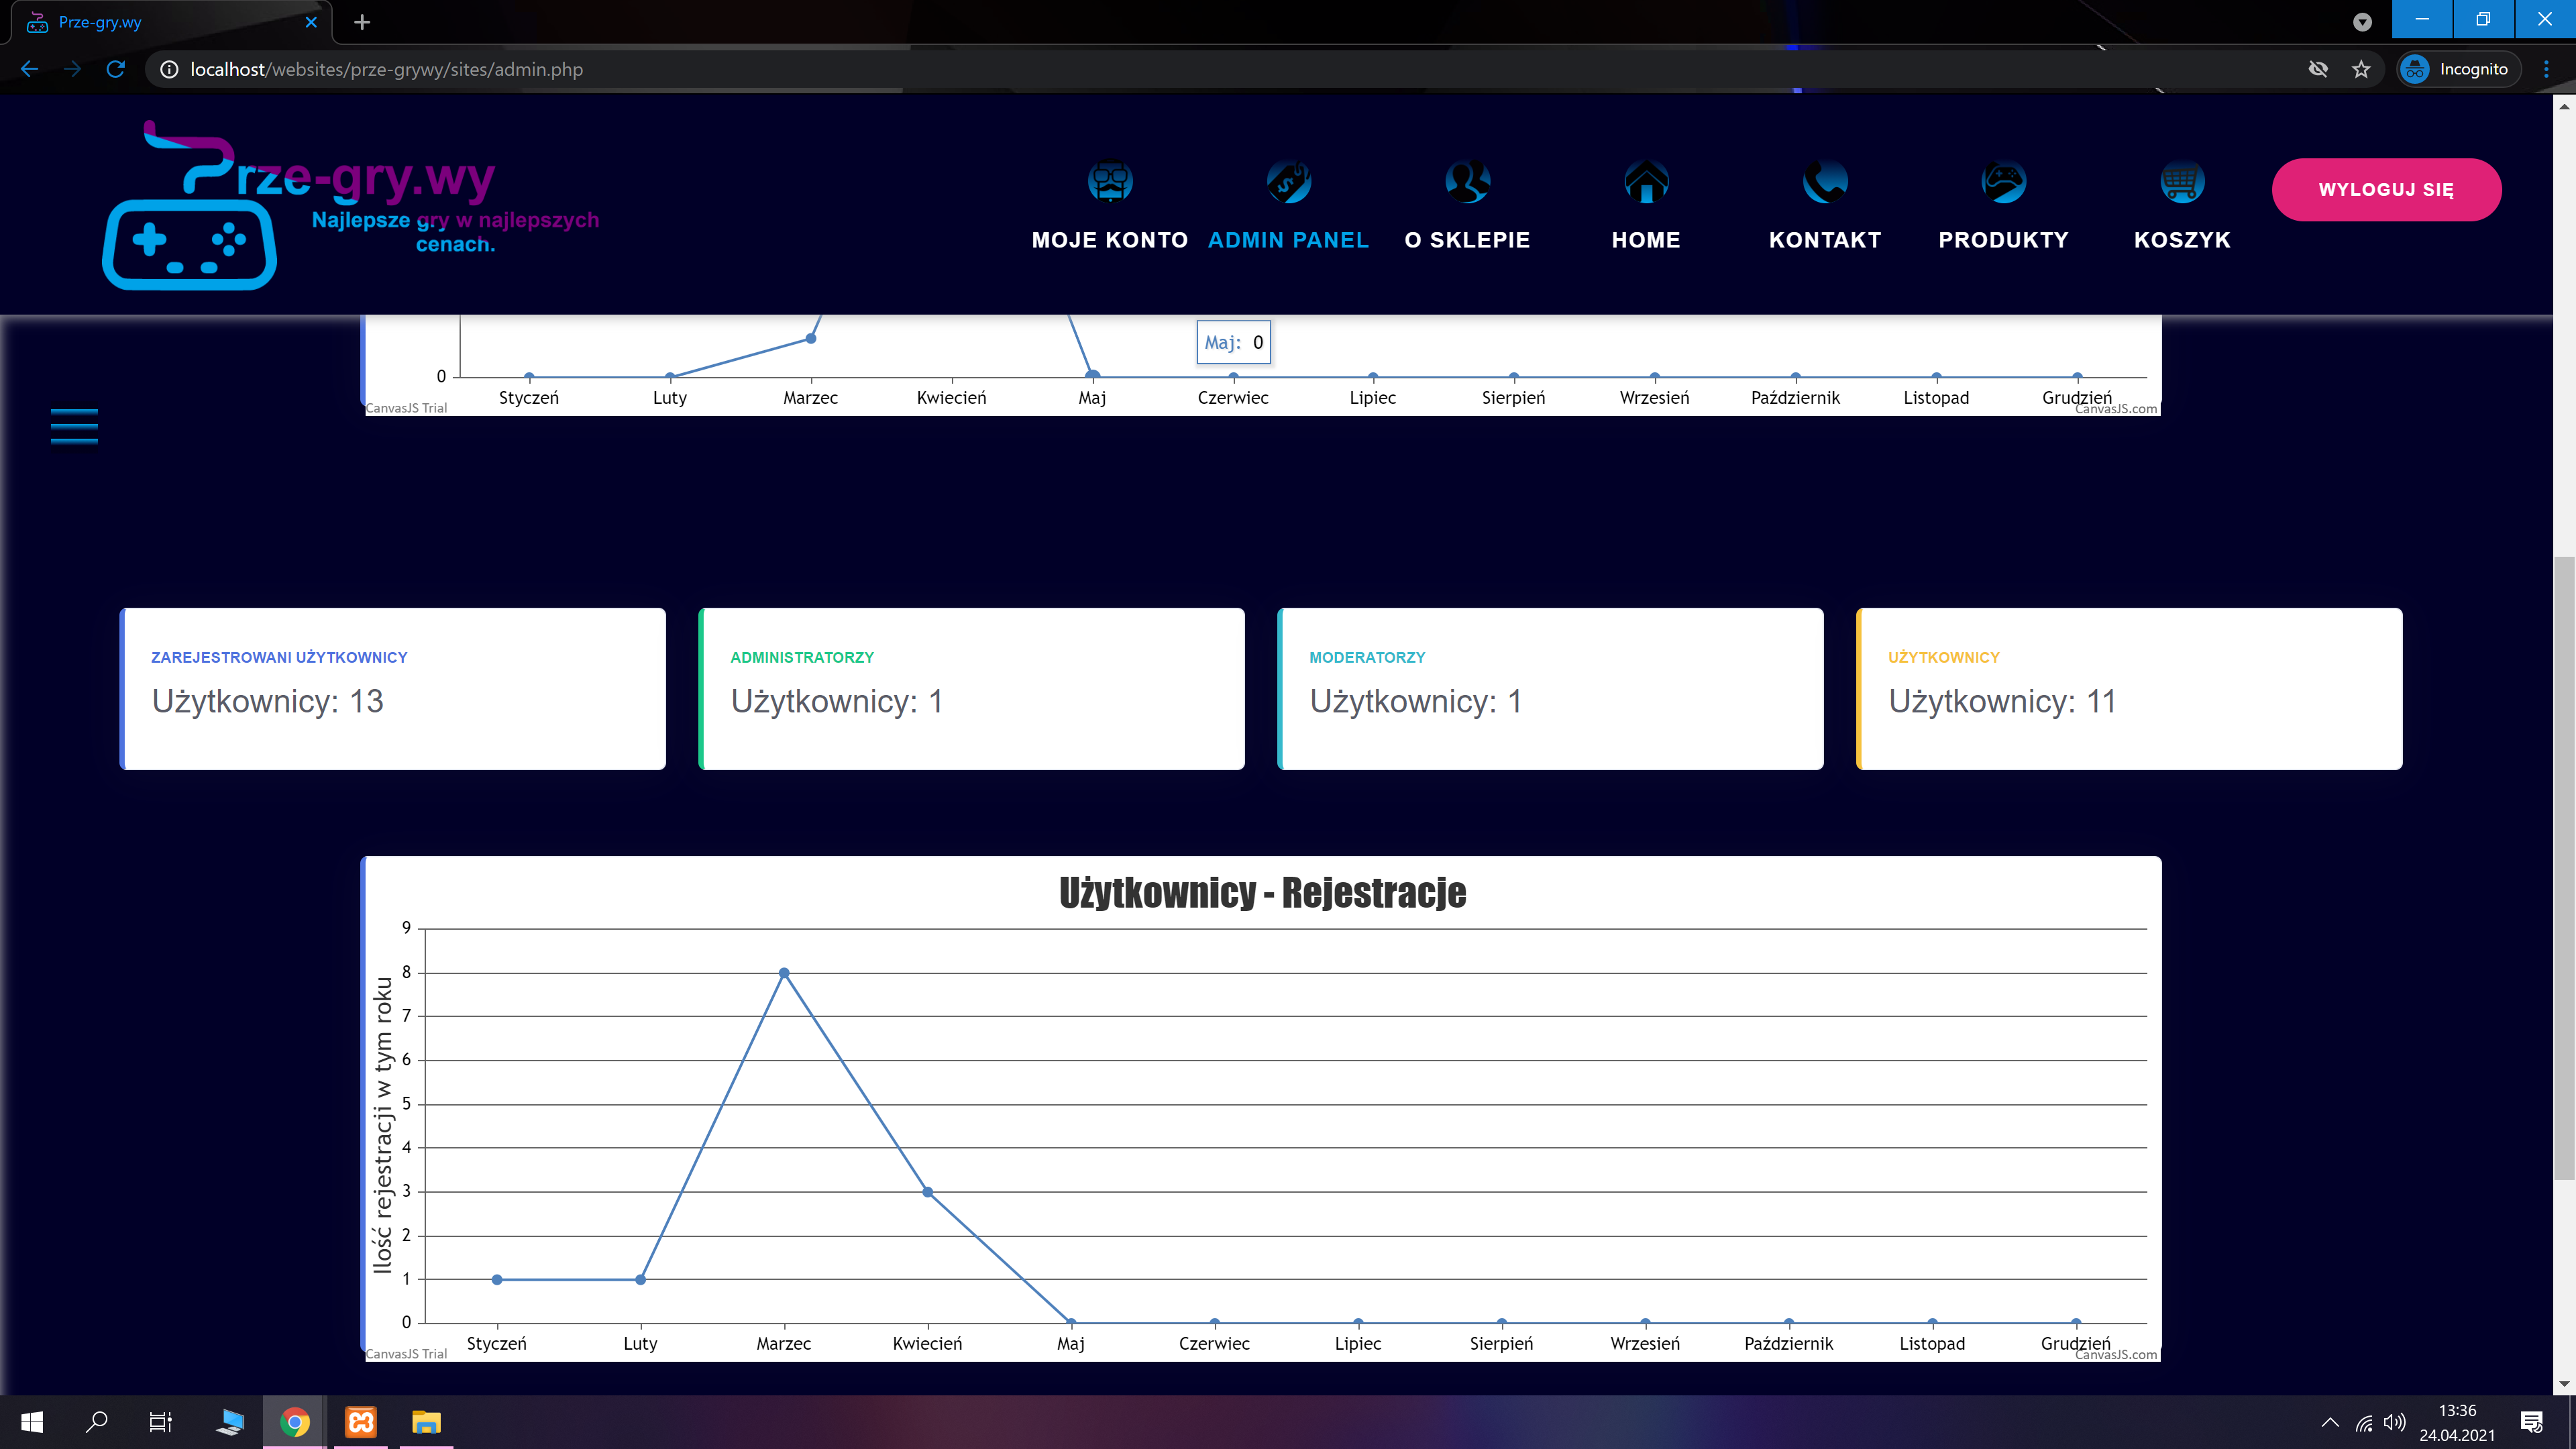 Prze-gry.wy
localhost/websites/prze-grywy/sites/admin.php
Incognito
Prze-gry.wy
Najlepsze gry w najlepszych
cenach.
MOJE KONTO
ADMIN PANEL
O SKLEPIE
HOME
KONTAKT
PRODUKTY
KOSZYK
WYLOGUJ SIĘ
Maj: 0
0
Styczeń Luty Marzec Kwiecień Maj Czerwiec Lipiec Sierpień Wrzesień Październik Listopad Grudzień
CanvasJS Trial
CanvasJS.com
ZAREJESTROWANI UŻYTKOWNICY
Użytkownicy: 13
ADMINISTRATORZY
Użytkownicy: 1
MODERATORZY
Użytkownicy: 1
UŻYTKOWNICY
Użytkownicy: 11
Użytkownicy - Rejestracje
Ilość rejestracji w tym roku
9
8
7
6
5
4
3
2
1
0
Styczeń Luty Marzec Kwiecień Maj Czerwiec Lipiec Sierpień Wrzesień Październik Listopad Grudzień
CanvasJS Trial
CanvasJS.com
13:36
24.04.2021